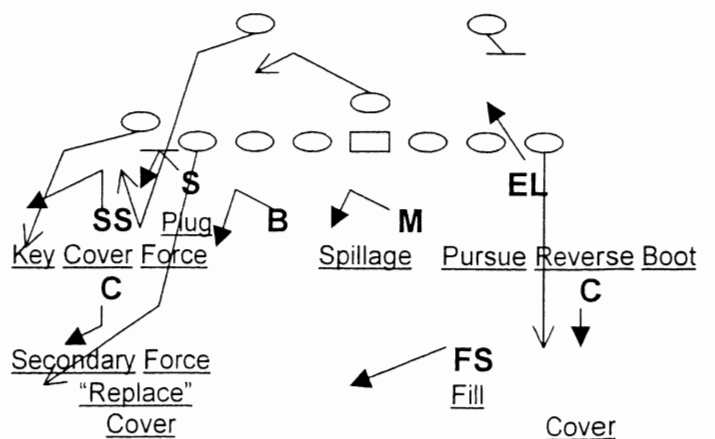 S
EL
SS Plug B M
Key Cover Force Spillage Pursue Reverse Boot
C C
Secondary Force FS
"Replace" Fill
Cover Cover